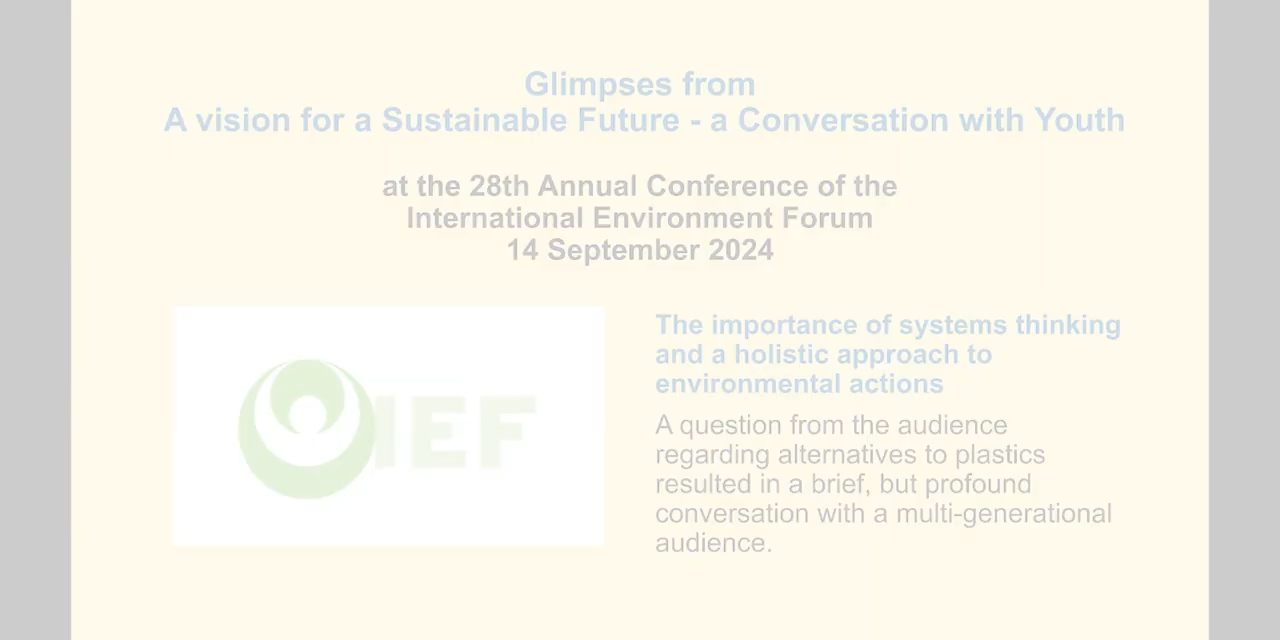 Glimpses from
A vision for a Sustainable Future - a Conversation with Youth
at the 28th Annual Conference of the
International Environment Forum
14 September 2024
IEF
The importance of systems thinking
and a holistic approach to
environmental actions
A question from the audience
regarding alternatives to plastics
resulted in a brief, but profound
conversation with a multi-generational
audience.